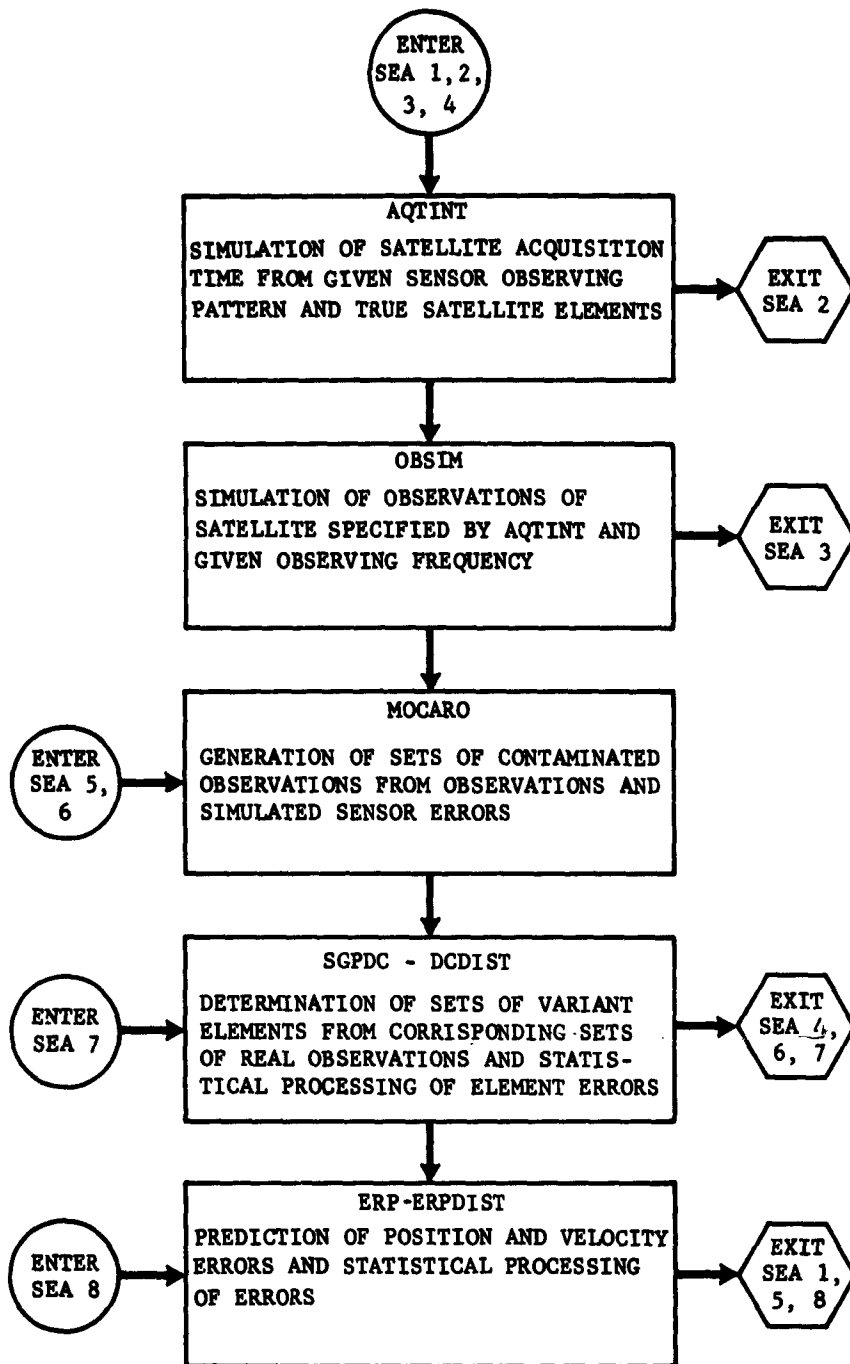 ENTER
SEA 1,2,
3, 4
AQTINT
SIMULATION OF SATELLITE ACQUISITION
TIME FROM GIVEN SENSOR OBSERVING
PATTERN AND TRUE SATELLITE ELEMENTS
EXIT
SEA 2
OBSIM
SIMULATION OF OBSERVATIONS OF
SATELLITE SPECIFIED BY AQTINT AND
GIVEN OBSERVING FREQUENCY
EXIT
SEA 3
MOCARO
ENTER
SEA 5,
6
GENERATION OF SETS OF CONTAMINATED
OBSERVATIONS FROM OBSERVATIONS AND
SIMULATED SENSOR ERRORS
SGPDC - DCDIST
ENTER
SEA 7
DETERMINATION OF SETS OF VARIANT
ELEMENTS FROM CORRISPONDING SETS
OF REAL OBSERVATIONS AND STATIS-
TICAL PROCESSING OF ELEMENT ERRORS
EXIT
SEA 4,
6, 7
ERP-ERPDIST
ENTER
SEA 8
PREDICTION OF POSITION AND VELOCITY
ERRORS AND STATISTICAL PROCESSING
OF ERRORS
EXIT
SEA 1,
5, 8